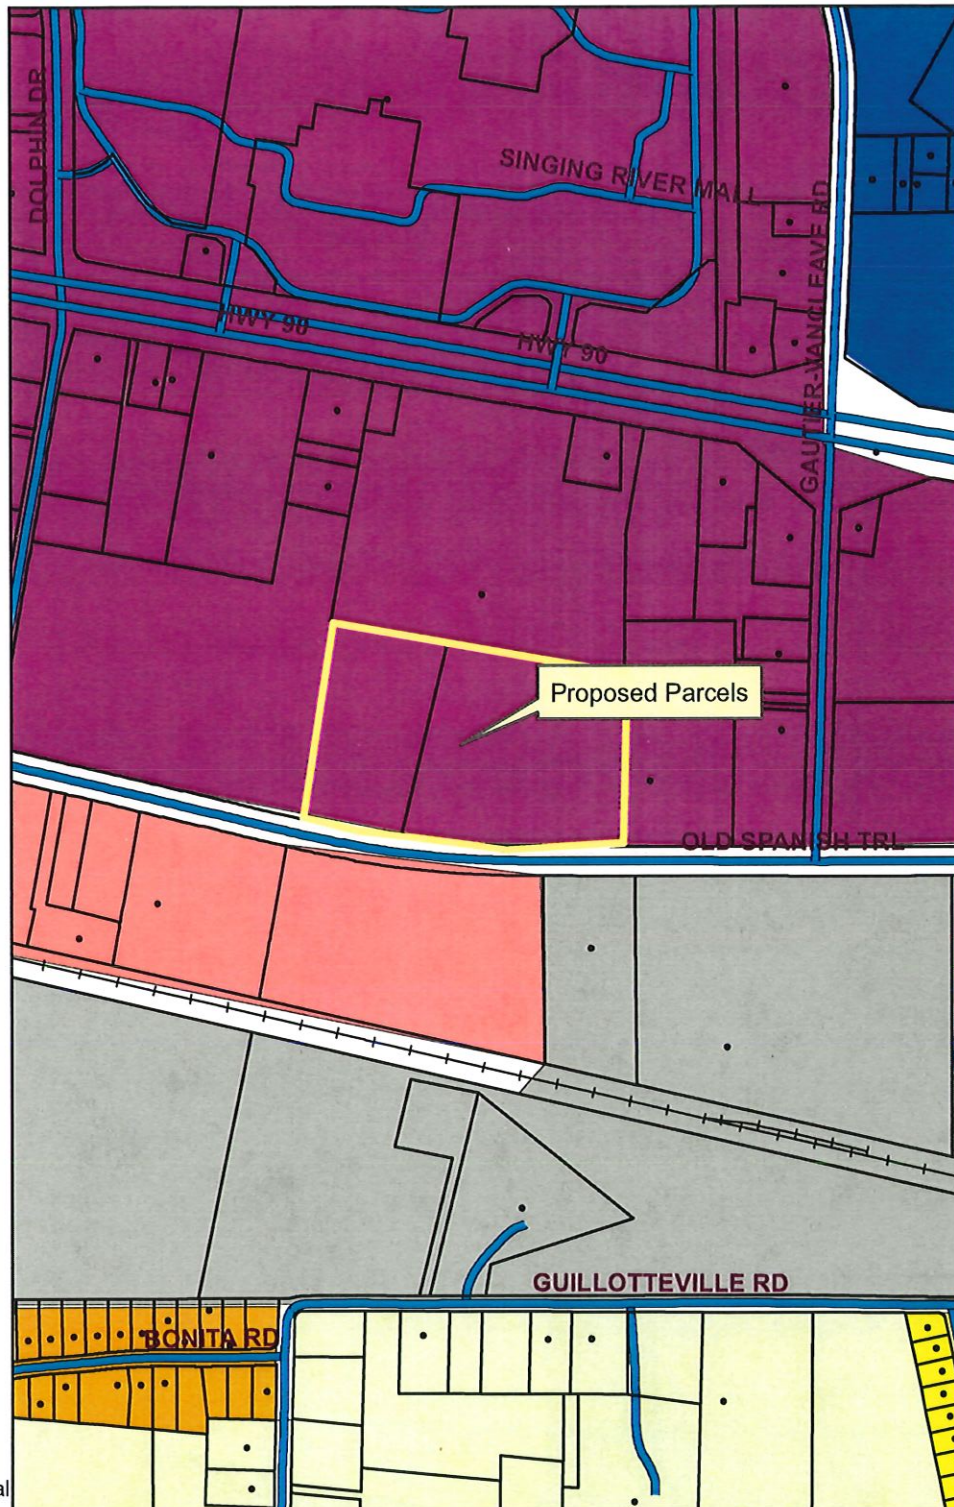 DOLPHIN DR
SINGING RIVER MALL
GAUTIER-VANCLEAVE RD
HWY 90
HWY 90
Proposed Parcels
OLD SPANISH TRL
GUILLOTTEVILLE RD
BONITA RD
al